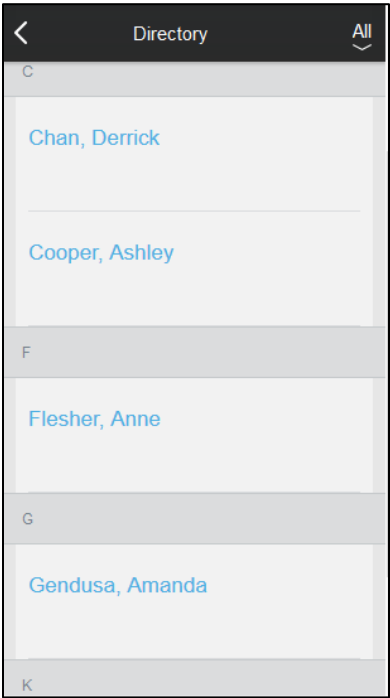 Directory
All
C
Chan, Derrick
Cooper, Ashley
F
Flesher, Anne
G
Gendusa, Amanda
K